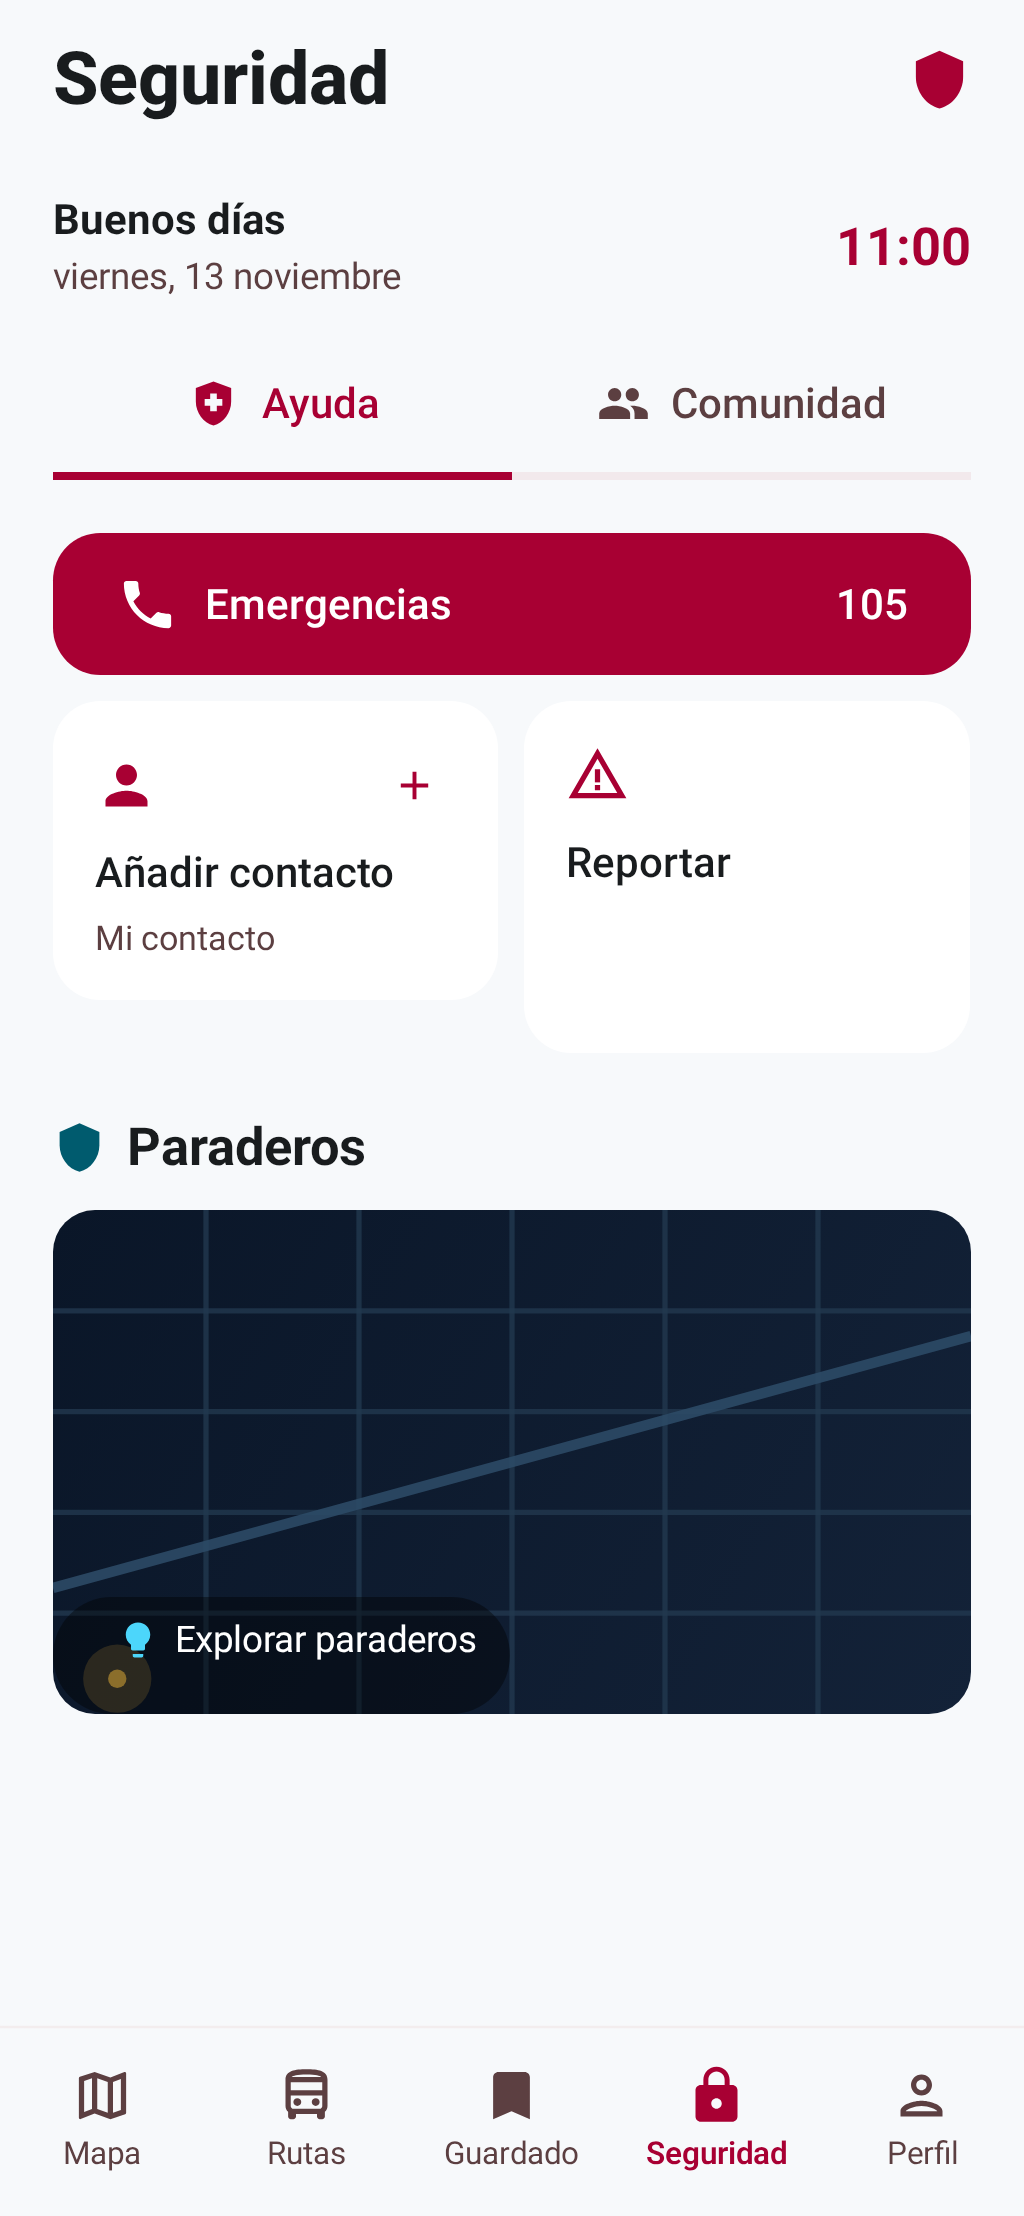 Seguridad
Buenos días
viernes, 13 noviembre
11:00
Ayuda
Comunidad
Emergencias
105
Añadir contacto
Mi contacto
Reportar
Paraderos
Explorar paraderos
Mapa
Rutas
Guardado
Seguridad
Perfil